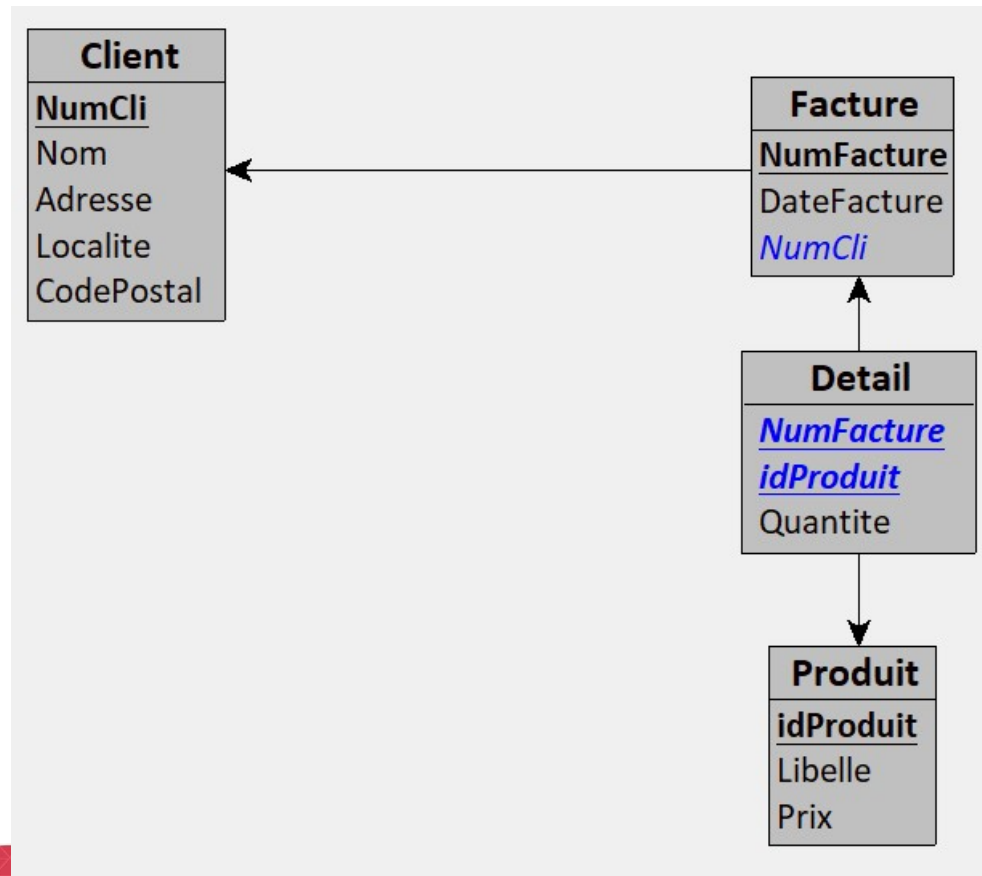 Client
NumCli
Nom
Adresse
Localite
CodePostal
Facture
NumFacture
DateFacture
NumCli
Detail
NumFacture
idProduit
Quantite
Produit
idProduit
Libelle
Prix